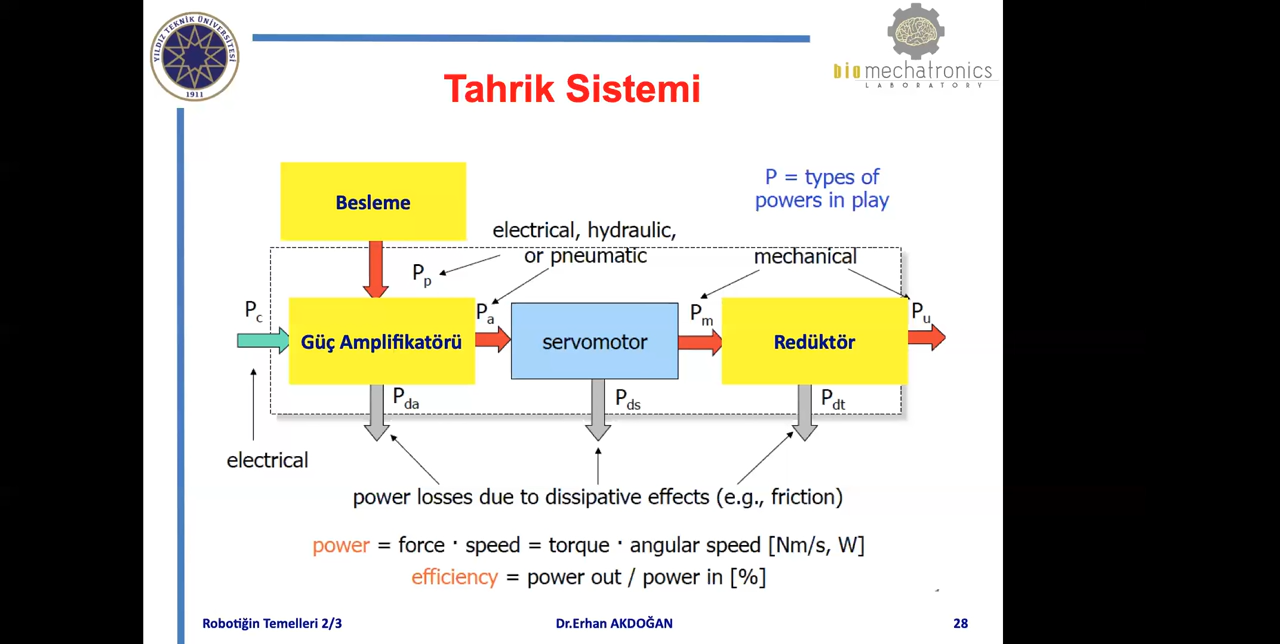 YILDIZ TEKNİK ÜNİVERSİTESİ
1911
biomechatronics
LABORATORY
Tahrik Sistemi
P = types of
powers in play
Besleme
electrical, hydraulic,
or pneumatic
mechanical
Pp
Pc
Pa
Pm
Pu
Güç Amplifikatörü
servomotor
Redüktör
Pda
Pds
Pdt
electrical
power losses due to dissipative effects (e.g., friction)
power = force · speed = torque · angular speed [Nm/s, W]
efficiency = power out / power in [%]
Robotiğin Temelleri 2/3
Dr.Erhan AKDOĞAN
28